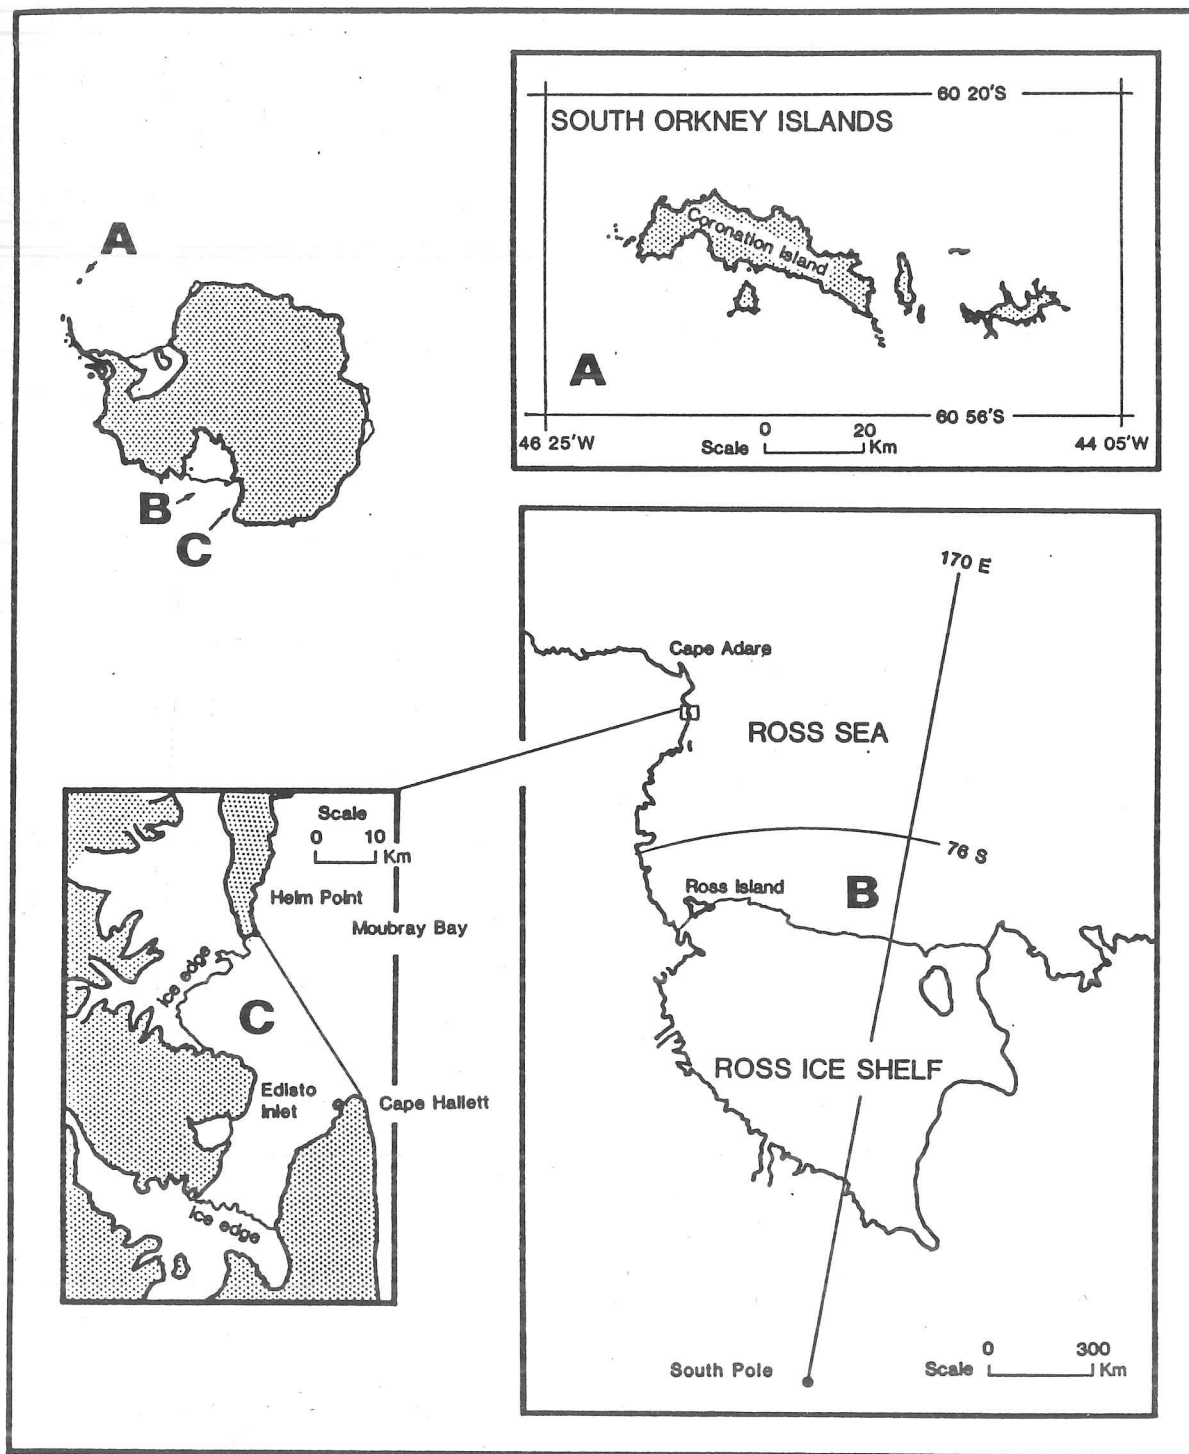 A
B
C
60 20'S
SOUTH ORKNEY ISLANDS
Coronation Island
A
60 56'S
46 25'W
0 20
Scale Km
44 05'W
170 E
Cape Adare
ROSS SEA
76 S
Ross Island
B
ROSS ICE SHELF
South Pole
0 300
Scale Km
Scale
0 10
Km
Helm Point
Moubray Bay
Ice edge
C
Edisto
Inlet
Cape Hallett
Ice edge